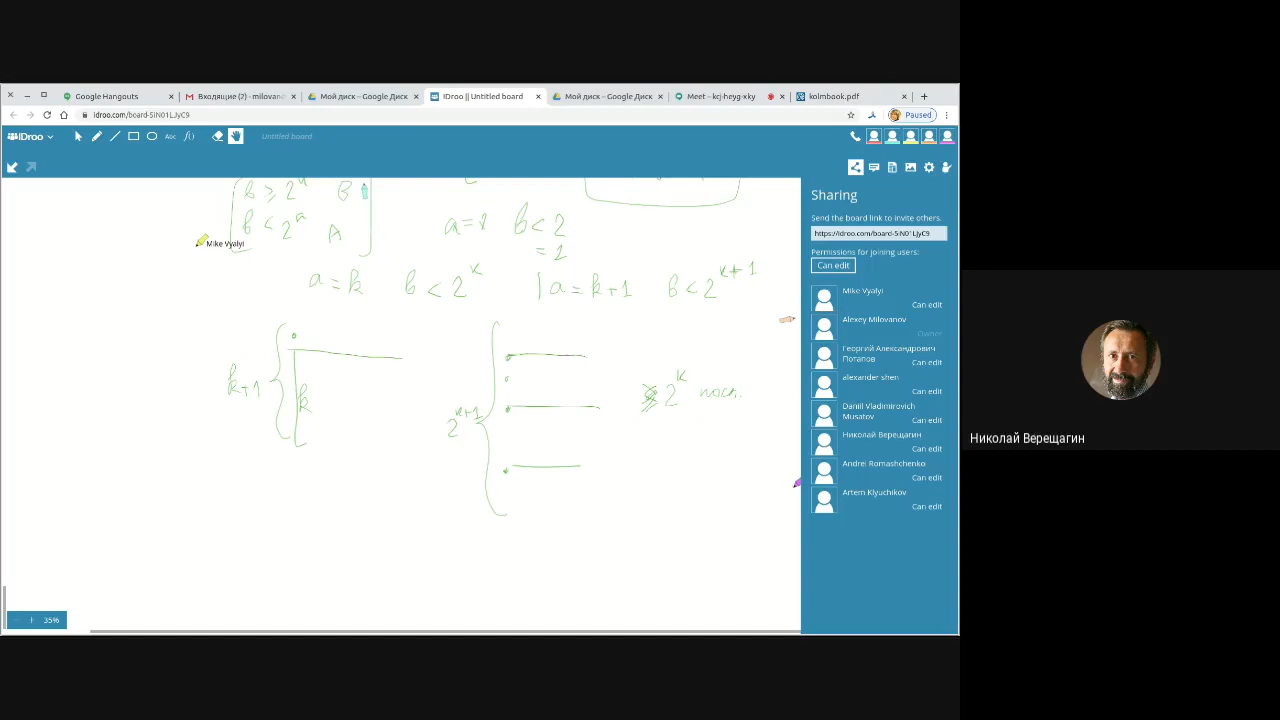 Google Hangouts
Входящие (2) - milovano
Мой диск – Google Диск
IDroo || Untitled board
Мой диск – Google Диск
Meet – kcj-heyg-xky
kolmbook.pdf
idroo.com/board-5iN01LJyC9
Paused
IDroo
Abc
f()
Untitled board
Sharing
Send the board link to invite others.
https://idroo.com/board-5iN01LJyC9
Permissions for joining users:
Can edit
Mike Vyalyi
Can edit
Alexey Milovanov
Owner
Георгий Александрович
Потапов
Can edit
alexander shen
Can edit
Daniil Vladimirovich
Musatov
Can edit
Николай Верещагин
Can edit
Andrei Romashchenko
Can edit
Artem Klyuchikov
Can edit
b ≥ 2^a B
b < 2^a A
Mike Vyalyi
a=1 b < 2
= 1
a = k b < 2^k | a = k+1 b < 2^{k+1}
k+1
k
2^{k+1}
2^k посл.
35%
Николай Верещагин